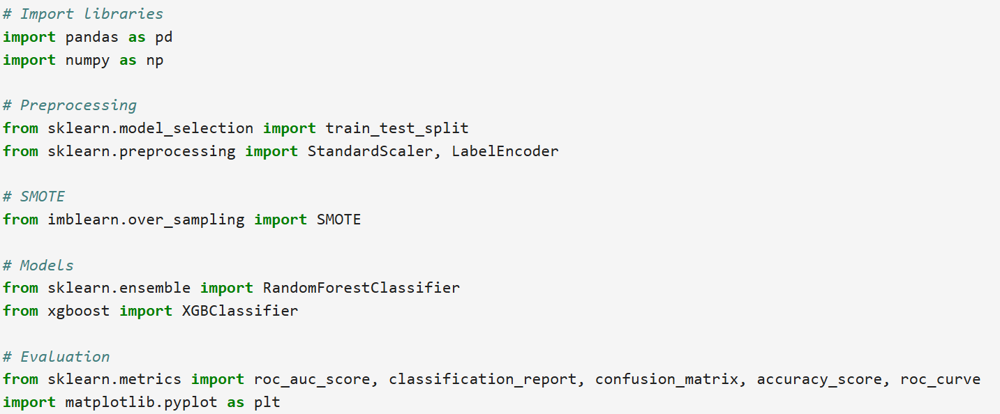 # Import libraries
import pandas as pd
import numpy as np
# Preprocessing
from sklearn.model_selection import train_test_split
from sklearn.preprocessing import StandardScaler, LabelEncoder
# SMOTE
from imblearn.over_sampling import SMOTE
# Models
from sklearn.ensemble import RandomForestClassifier
from xgboost import XGBClassifier
# Evaluation
from sklearn.metrics import roc_auc_score, classification_report, confusion_matrix, accuracy_score, roc_curve
import matplotlib.pyplot as plt